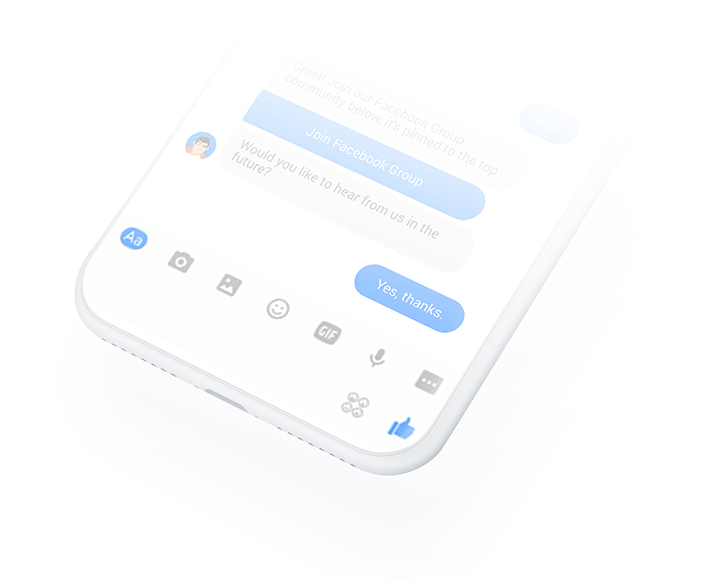 Great! Join our Facebook Group
community below, it's pinned to the top
Join Facebook Group
Would you like to hear from us in the
future?
Yes, thanks.
Aa
GIF